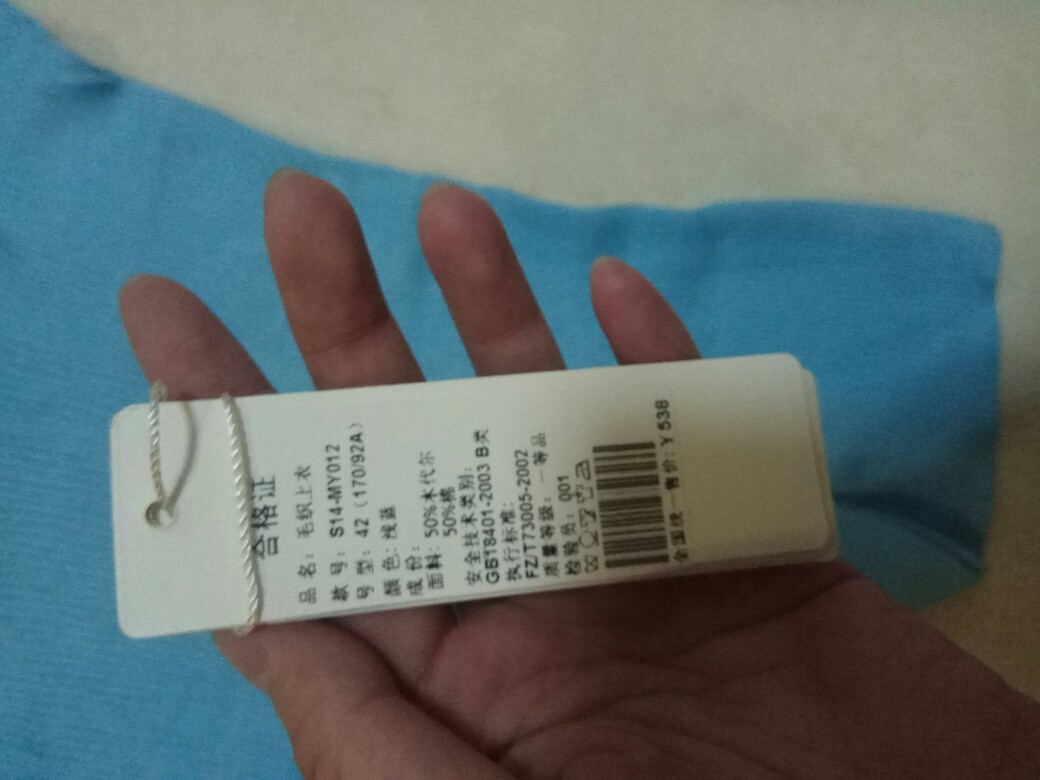 合格证
品名：毛织上衣
款号：S14-MY012
号型：42（170/92A）
颜色：浅蓝
成份：
面料：50%木代尔
50%棉
安全技术类别：
GB18401-2003 B类
执行标准：
FZ/T73005-2002
质量等级：一等品
检验员：001
全国统一售价：￥538